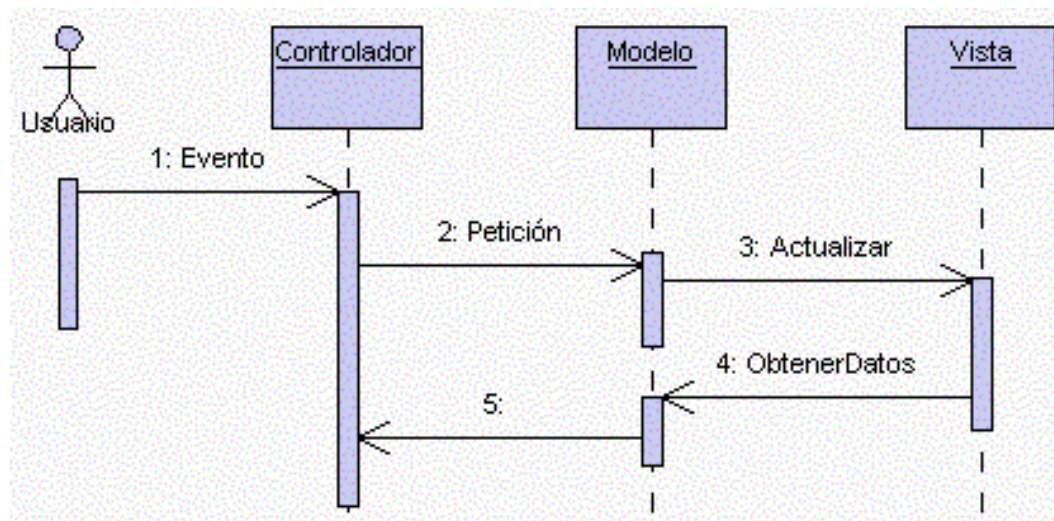 Usuario
Controlador
Modelo
Vista
1: Evento
2: Petición
3: Actualizar
4: ObtenerDatos
5: